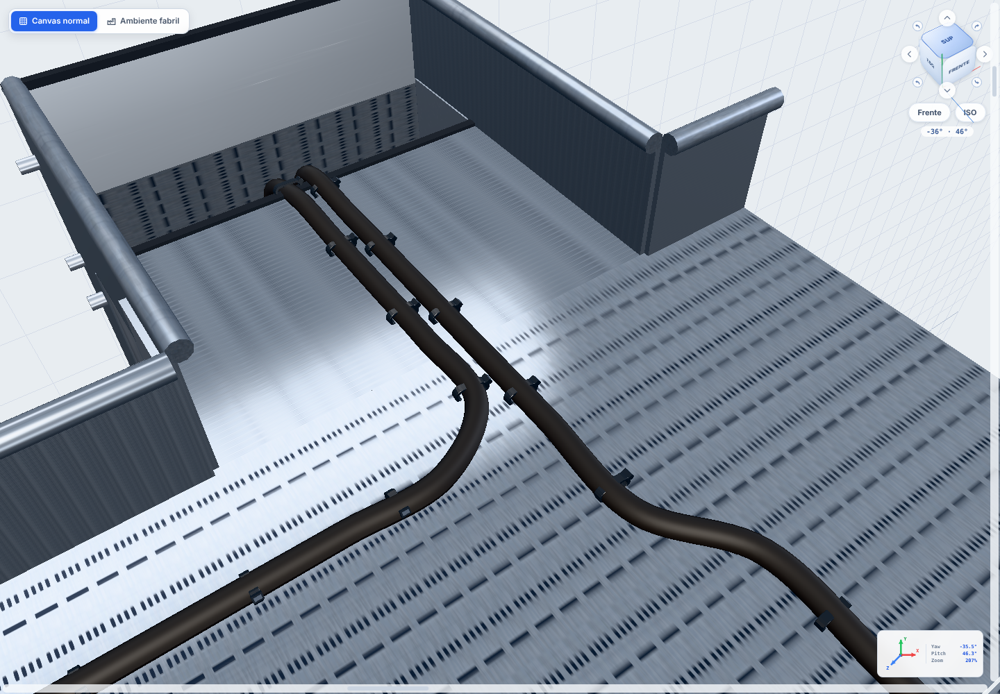 Canvas normal
Ambiente fabril
SUP
FRENTE
Frente
ISO
-36° · 46°
Y
X
Z
Yaw -35.5°
Pitch 46.3°
Zoom 207%